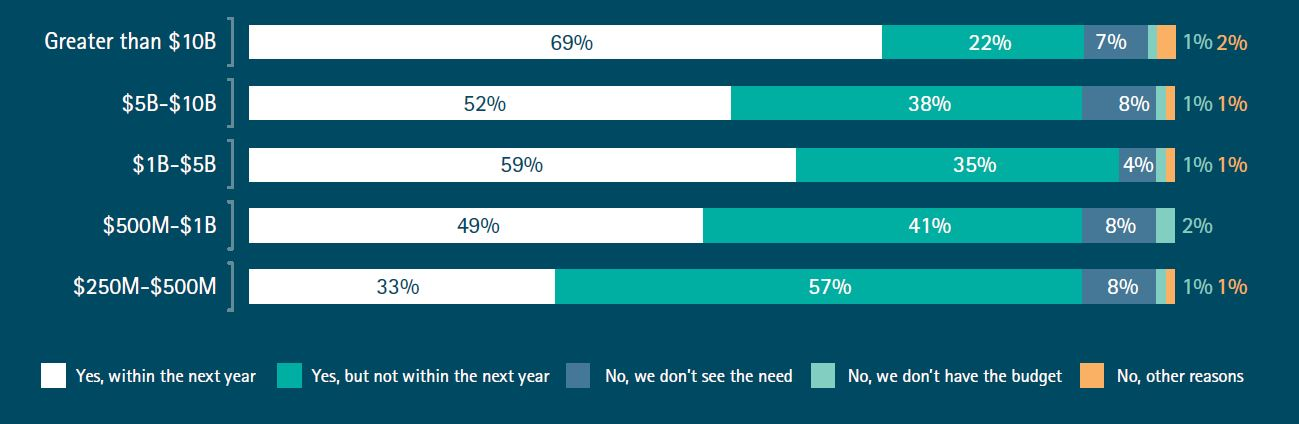 Greater than $10B 69% 22% 7% 1% 2%
$5B-$10B 52% 38% 8% 1% 1%
$1B-$5B 59% 35% 4% 1% 1%
$500M-$1B 49% 41% 8% 2%
$250M-$500M 33% 57% 8% 1% 1%
Yes, within the next year Yes, but not within the next year No, we don't see the need No, we don't have the budget No, other reasons